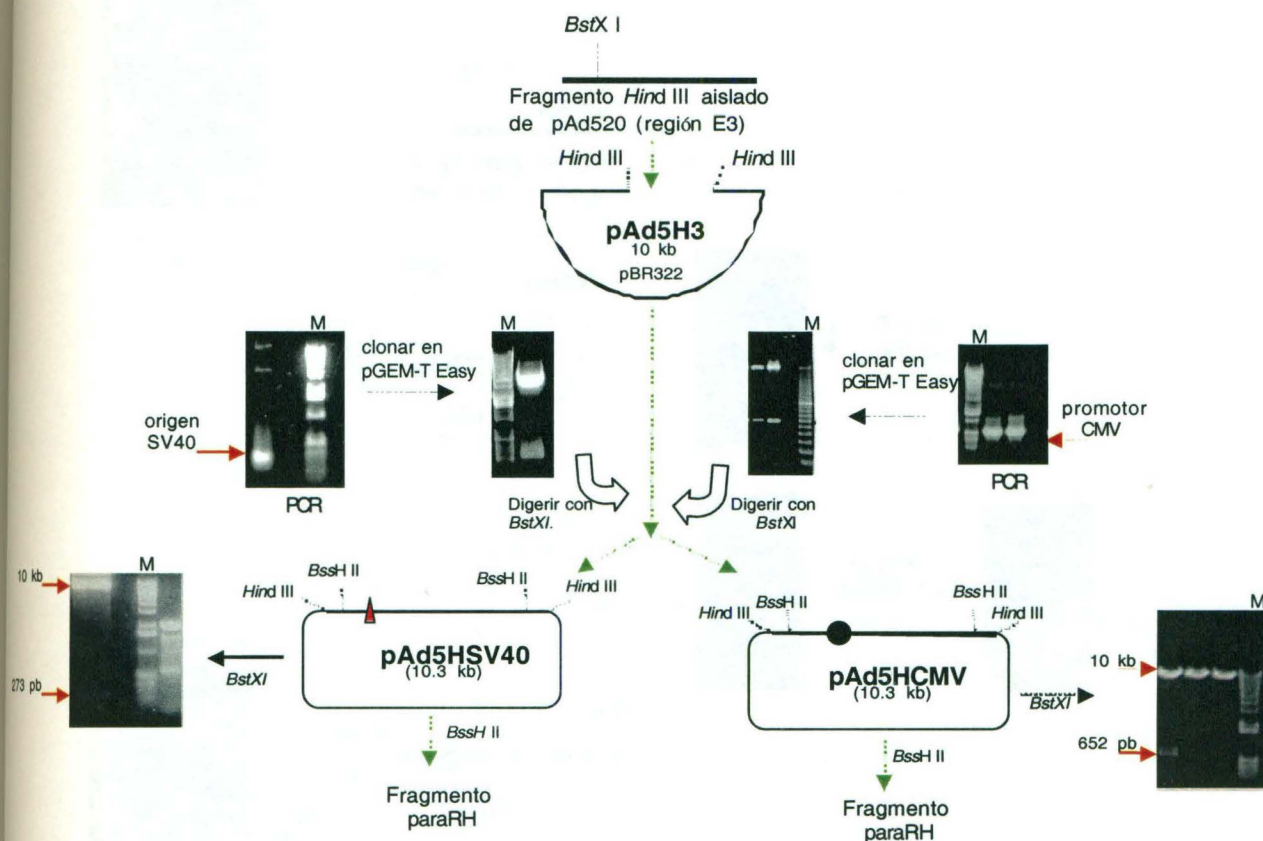 BstX I
Fragmento Hind III aislado
de pAd520 (región E3)
Hind III
Hind III
pAd5H3
10 kb
pBR322
M
clonar en
pGEM-T Easy
M
origen
SV40
PCR
Digerir con
BstXI.
M
clonar en
pGEM-T Easy
M
promotor
CMV
PCR
Digerir con
BstXI
10 kb
M
273 pb
BstXI
Hind III
BssH II
BssH II
Hind III
pAd5HSV40
(10.3 kb)
BssH II
Fragmento
paraRH
Hind III
BssH II
BssH II
Hind III
pAd5HCMV
(10.3 kb)
BstXI
M
10 kb
652 pb
BssH II
Fragmento
paraRH